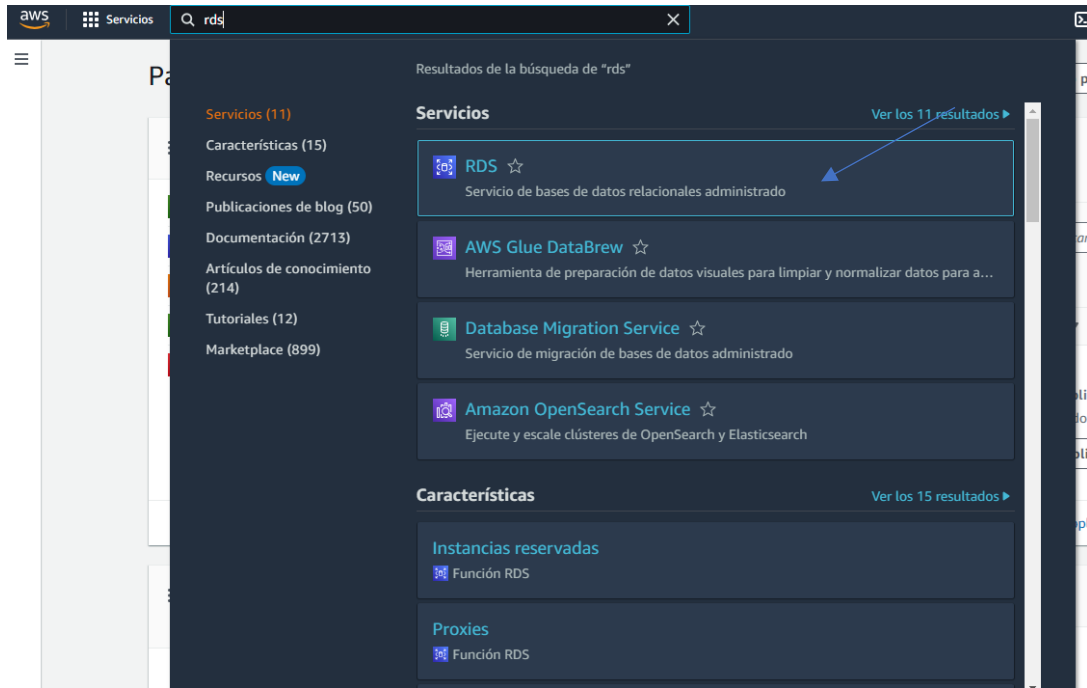 aws
Servicios
rds
Pa
Resultados de la búsqueda de "rds"
Servicios (11)
Características (15)
Recursos New
Publicaciones de blog (50)
Documentación (2713)
Artículos de conocimiento
(214)
Tutoriales (12)
Marketplace (899)
Servicios
Ver los 11 resultados
RDS
Servicio de bases de datos relacionales administrado
AWS Glue DataBrew
Herramienta de preparación de datos visuales para limpiar y normalizar datos para a...
Database Migration Service
Servicio de migración de bases de datos administrado
Amazon OpenSearch Service
Ejecute y escale clústeres de OpenSearch y Elasticsearch
Características
Ver los 15 resultados
Instancias reservadas
Función RDS
Proxies
Función RDS